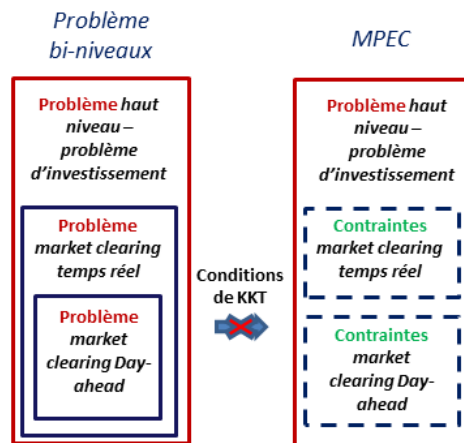 Problème
bi-niveaux
Problème haut
niveau –
problème
d'investissement
Problème
market clearing
temps réel
Problème
market
clearing Day-
ahead
Conditions
de KKT
MPEC
Problème haut
niveau –
problème
d'investissement
Contraintes
market clearing
temps réel
Contraintes
market
clearing Day-
ahead